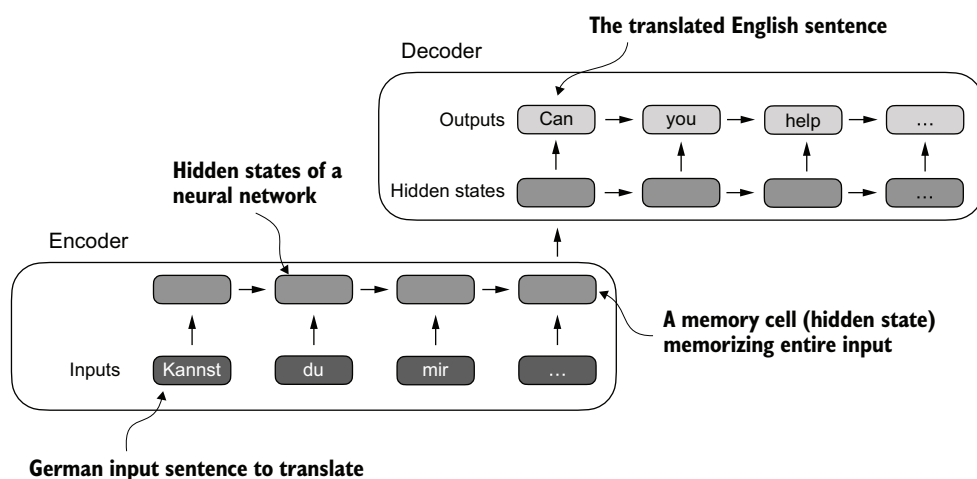 The translated English sentence
Decoder
Outputs
Can
you
help
...
Hidden states of a
neural network
Hidden states
...
Encoder
A memory cell (hidden state)
memorizing entire input
Inputs
Kannst
du
mir
...
German input sentence to translate